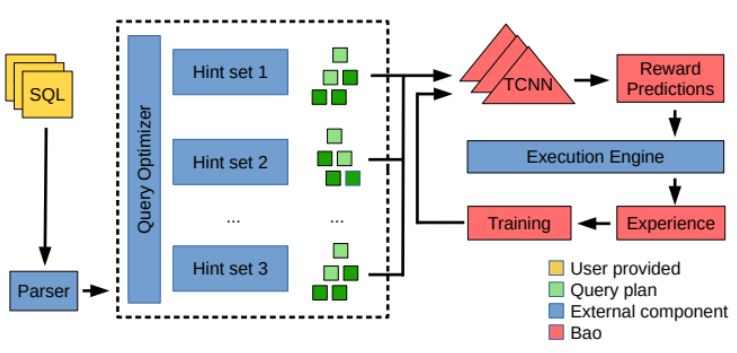 SQL
Parser
Query Optimizer
Hint set 1
Hint set 2
...
...
Hint set 3
TCNN
Reward
Predictions
Execution Engine
Training
Experience
User provided
Query plan
External component
Bao